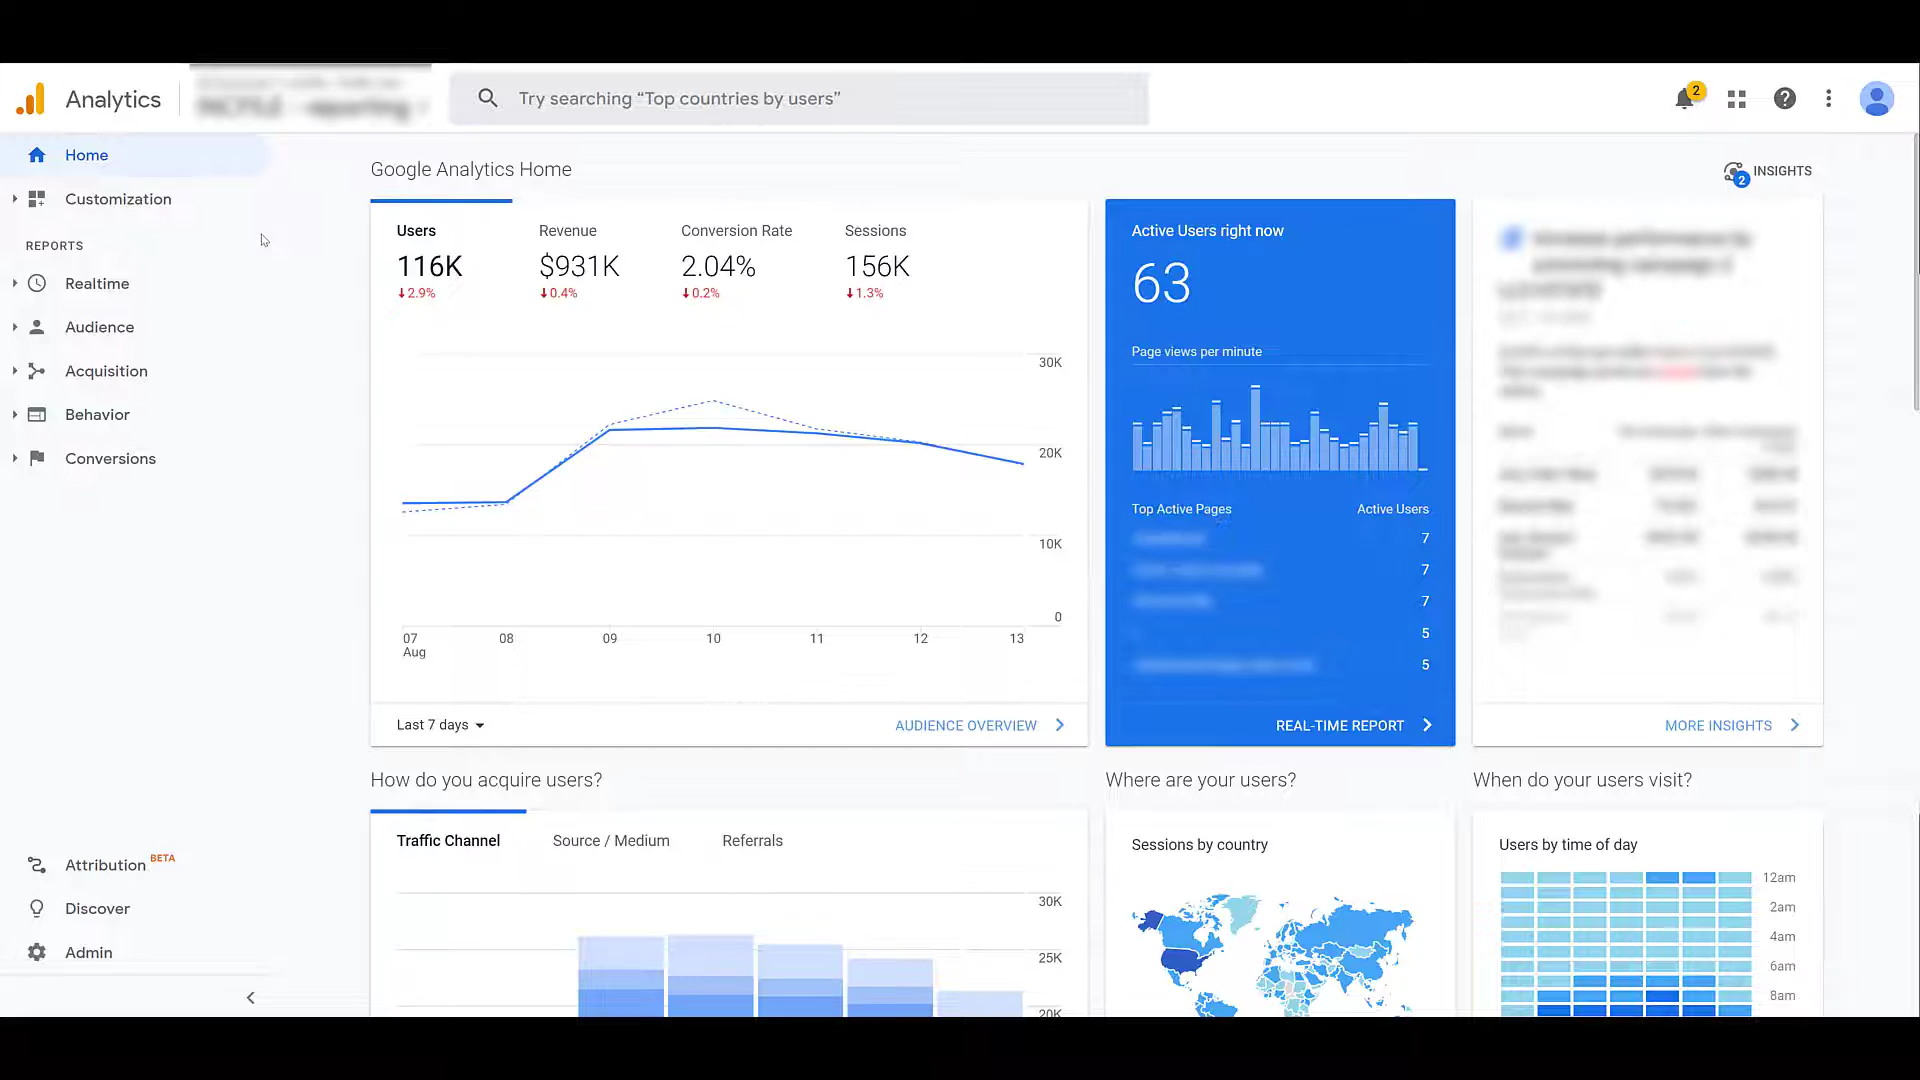 Analytics
Try searching “Top countries by users”
2
Home
Customization
REPORTS
Realtime
Audience
Acquisition
Behavior
Conversions
Attribution BETA
Discover
Admin
Google Analytics Home
2 INSIGHTS
Users Revenue Conversion Rate Sessions
116K $931K 2.04% 156K
2.9% 0.4% 0.2% 1.3%
30K
20K
10K
0
07 08 09 10 11 12 13
Aug
Last 7 days AUDIENCE OVERVIEW
Active Users right now
63
Page views per minute
Top Active Pages Active Users
7
7
7
5
5
REAL-TIME REPORT
MORE INSIGHTS
How do you acquire users?
Traffic Channel Source / Medium Referrals
30K
25K
20K
Where are your users?
Sessions by country
When do your users visit?
Users by time of day
12am
2am
4am
6am
8am